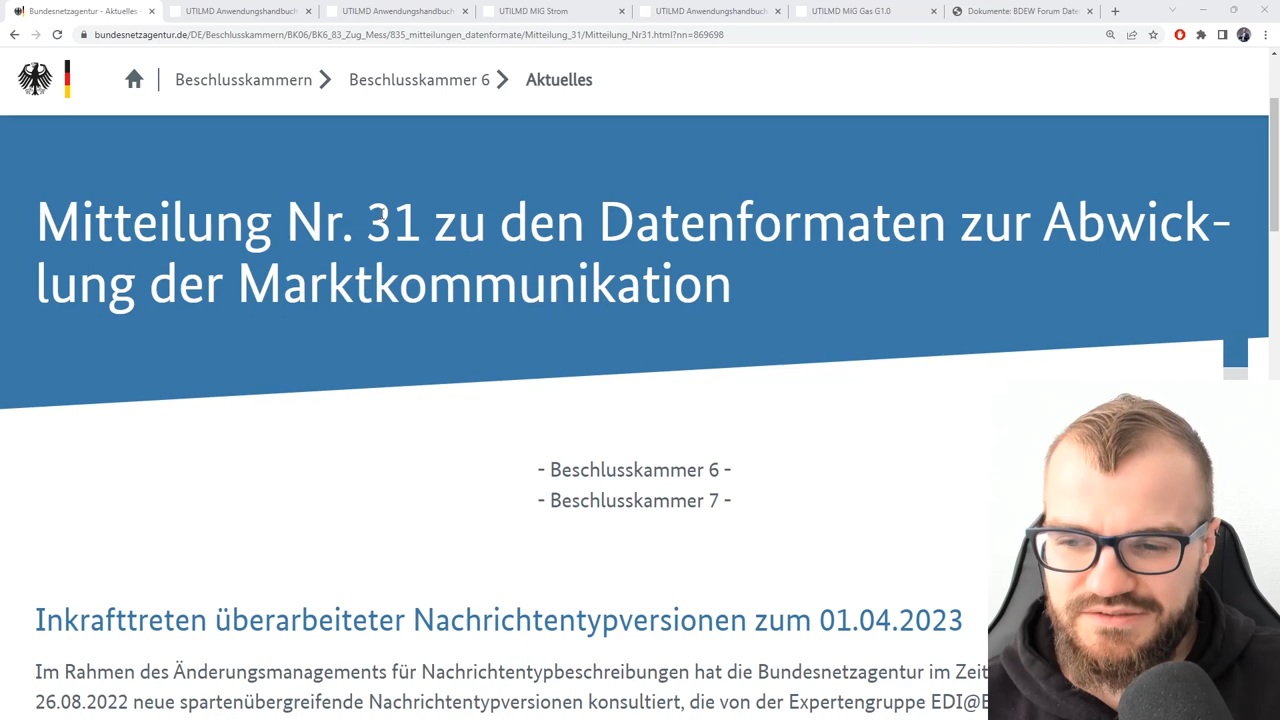 Bundesnetzagentur - Aktuelles
UTILMD Anwendungshandbuch
UTILMD Anwendungshandbuch
UTILMD MIG Strom
UTILMD Anwendungshandbuch
UTILMD MIG Gas G1.0
Dokumente: BDEW Forum Date
bundesnetzagentur.de/DE/Beschlusskammern/BK06/BK6_83_Zug_Mess/835_mitteilungen_datenformate/Mitteilung_31/Mitteilung_Nr31.html?nn=869698
Beschlusskammern
Beschlusskammer 6
Aktuelles
Mitteilung Nr. 31 zu den Datenformaten zur Abwick-
lung der Marktkommunikation
- Beschlusskammer 6 -
- Beschlusskammer 7 -
Inkrafttreten überarbeiteter Nachrichtentypversionen zum 01.04.2023
Im Rahmen des Änderungsmanagements für Nachrichtentypbeschreibungen hat die Bundesnetzagentur im Zeit
26.08.2022 neue spartenübergreifende Nachrichtentypversionen konsultiert, die von der Expertengruppe EDI@E